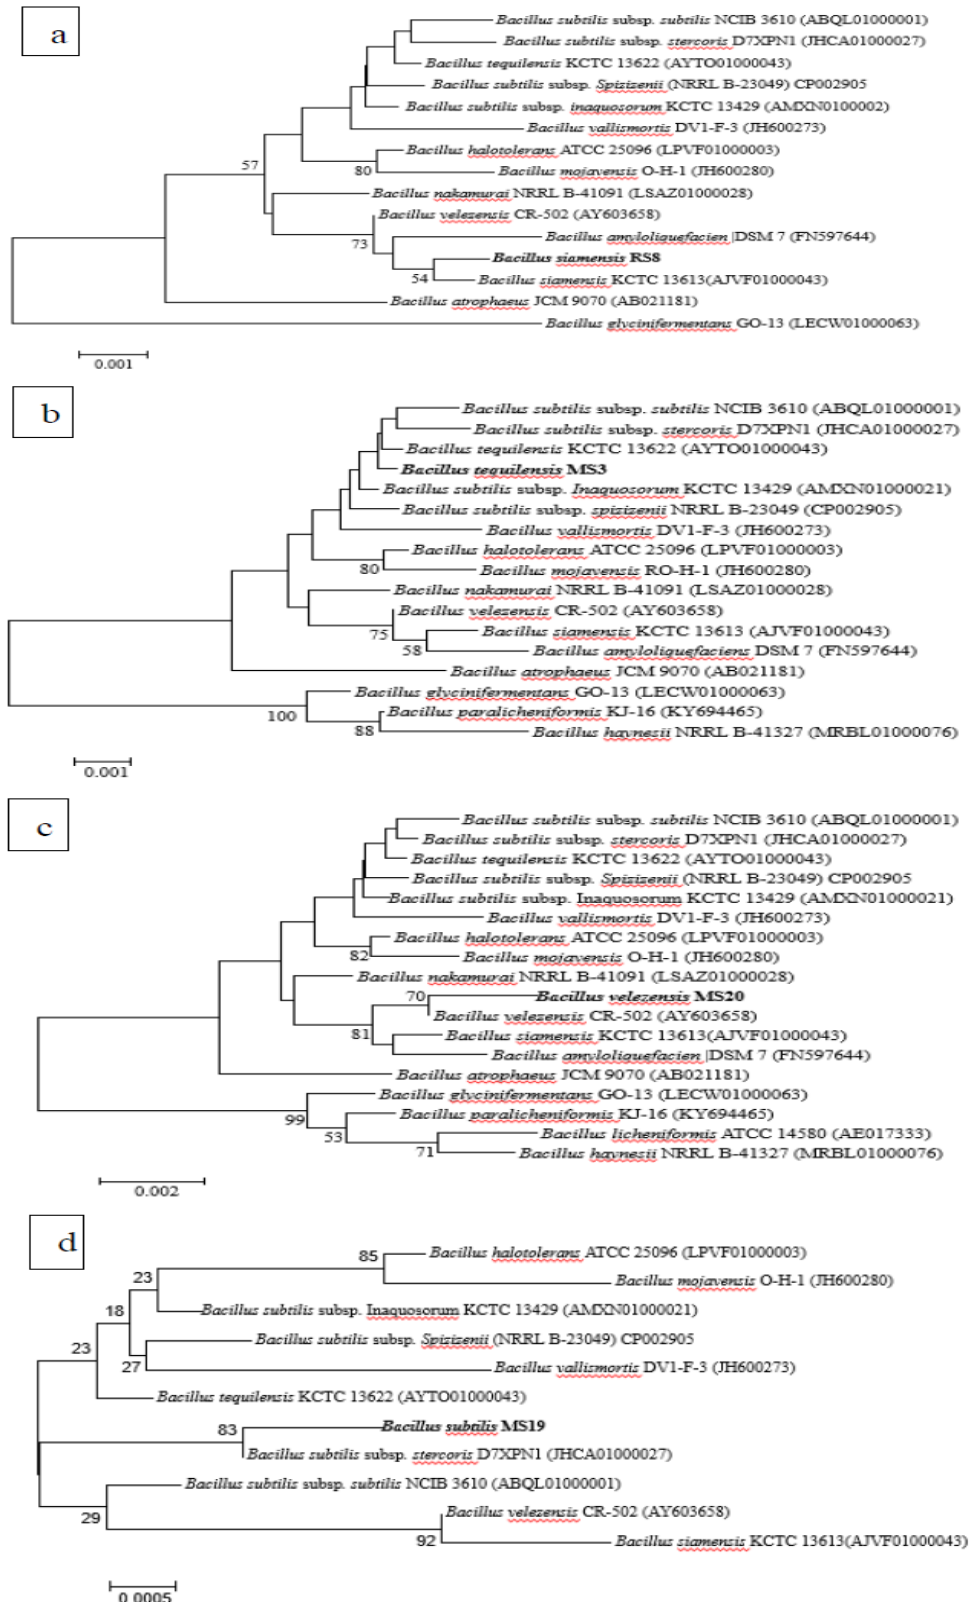 a
Bacillus subtilis subsp. subtilis NCIB 3610 (ABQL01000001)
Bacillus subtilis subsp. stercoris D7XPN1 (JHCA01000027)
Bacillus tequilensis KCTC 13622 (AYTO01000043)
Bacillus subtilis subsp. Spizizenii (NRRL B-23049) CP002905
Bacillus subtilis subsp. inaquosorum KCTC 13429 (AMXN0100002)
Bacillus vallismortis DV1-F-3 (JH600273)
57
Bacillus halotolerans ATCC 25096 (LPVF01000003)
80
Bacillus mojavensis O-H-1 (JH600280)
Bacillus nakamurai NRRL B-41091 (LSAZ01000028)
Bacillus velezensis CR-502 (AY603658)
73
Bacillus amyloliquefacien |DSM 7 (FN597644)
Bacillus siamensis RS8
54
Bacillus siamensis KCTC 13613(AJVF01000043)
Bacillus atrophaeus JCM 9070 (AB021181)
Bacillus glycinifermentans GO-13 (LECW01000063)
0.001
b
Bacillus subtilis subsp. subtilis NCIB 3610 (ABQL01000001)
Bacillus subtilis subsp. stercoris D7XPN1 (JHCA01000027)
Bacillus tequilensis KCTC 13622 (AYTO01000043)
Bacillus tequilensis MS3
Bacillus subtilis subsp. Inaquosorum KCTC 13429 (AMXN01000021)
Bacillus subtilis subsp. spizizenii NRRL B-23049 (CP002905)
Bacillus vallismortis DV1-F-3 (JH600273)
Bacillus halotolerans ATCC 25096 (LPVF01000003)
80
Bacillus mojavensis RO-H-1 (JH600280)
Bacillus nakamurai NRRL B-41091 (LSAZ01000028)
Bacillus velezensis CR-502 (AY603658)
75
Bacillus siamensis KCTC 13613 (AJVF01000043)
58
Bacillus amyloliquefaciens DSM 7 (FN597644)
Bacillus atrophaeus JCM 9070 (AB021181)
Bacillus glycinifermentans GO-13 (LECW01000063)
100
Bacillus paralicheniformis KJ-16 (KY694465)
88
Bacillus haynesii NRRL B-41327 (MRBL01000076)
0.001
c
Bacillus subtilis subsp. subtilis NCIB 3610 (ABQL01000001)
Bacillus subtilis subsp. stercoris D7XPN1 (JHCA01000027)
Bacillus tequilensis KCTC 13622 (AYTO01000043)
Bacillus subtilis subsp. Spizizenii (NRRL B-23049) CP002905
Bacillus subtilis subsp. Inaquosorum KCTC 13429 (AMXN01000021)
Bacillus vallismortis DV1-F-3 (JH600273)
Bacillus halotolerans ATCC 25096 (LPVF01000003)
82
Bacillus mojavensis O-H-1 (JH600280)
Bacillus nakamurai NRRL B-41091 (LSAZ01000028)
70
Bacillus velezensis MS20
Bacillus velezensis CR-502 (AY603658)
81
Bacillus siamensis KCTC 13613(AJVF01000043)
Bacillus amyloliquefacien |DSM 7 (FN597644)
Bacillus atrophaeus JCM 9070 (AB021181)
Bacillus glycinifermentans GO-13 (LECW01000063)
99
Bacillus paralicheniformis KJ-16 (KY694465)
53
Bacillus licheniformis ATCC 14580 (AE017333)
71
Bacillus haynesii NRRL B-41327 (MRBL01000076)
0.002
d
85
Bacillus halotolerans ATCC 25096 (LPVF01000003)
23
Bacillus mojavensis O-H-1 (JH600280)
18
Bacillus subtilis subsp. Inaquosorum KCTC 13429 (AMXN01000021)
23
Bacillus subtilis subsp. Spizizenii (NRRL B-23049) CP002905
27
Bacillus vallismortis DV1-F-3 (JH600273)
Bacillus tequilensis KCTC 13622 (AYTO01000043)
83
Bacillus subtilis MS19
Bacillus subtilis subsp. stercoris D7XPN1 (JHCA01000027)
Bacillus subtilis subsp. subtilis NCIB 3610 (ABQL01000001)
29
Bacillus velezensis CR-502 (AY603658)
92
Bacillus siamensis KCTC 13613(AJVF01000043)
0.0005